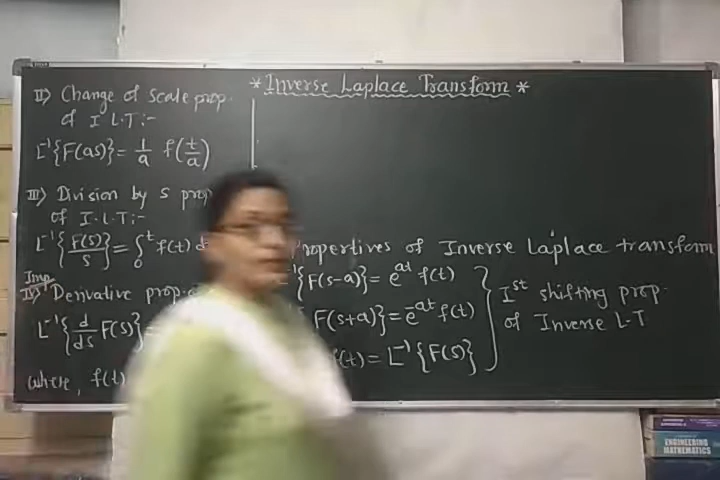 * Inverse Laplace Transform *
II) Change of scale prop.
of I L.T:-
L⁻¹{F(as)} = 1/a f(t/a)
III) Division by S prop
of I.L.T:-
L⁻¹{F(s)/s} = ∫₀ᵗ f(t) d
Imp
IV) Derivative prop.
L⁻¹{d/ds F(s)} =
where, f(t)
Propertives of Inverse Laplace transform
{F(s-a)} = e^at f(t)
F(s+a)} = e^-at f(t)
f(t) = L⁻¹{F(s)}
Ist shifting prop.
of Inverse L.T
ENGINEERING
MATHEMATICS